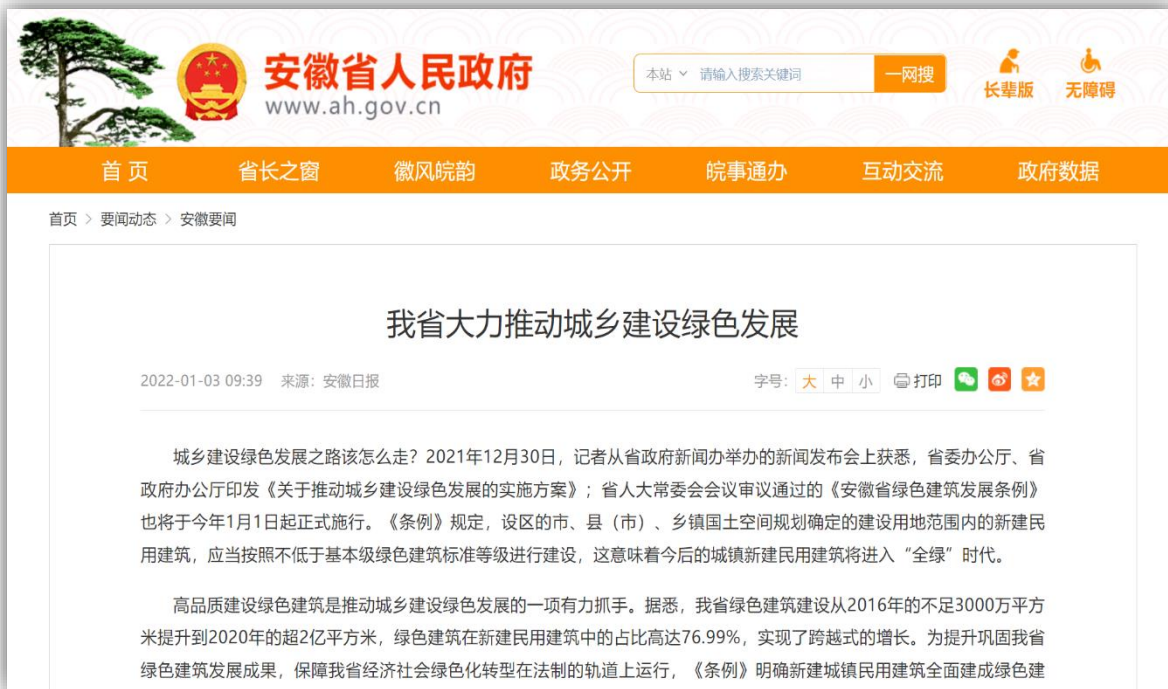 安徽省人民政府
www.ah.gov.cn
本站 请输入搜索关键词 一网搜
长辈版 无障碍
首 页 省长之窗 徽风皖韵 政务公开 皖事通办 互动交流 政府数据
首页 > 要闻动态 > 安徽要闻
我省大力推动城乡建设绿色发展
2022-01-03 09:39 来源：安徽日报 字号：大 中 小 打印
城乡建设绿色发展之路该怎么走？2021年12月30日，记者从省政府新闻办举办的新闻发布会上获悉，省委办公厅、省
政府办公厅印发《关于推动城乡建设绿色发展的实施方案》；省人大常委会会议审议通过的《安徽省绿色建筑发展条例》
也将于今年1月1日起正式施行。《条例》规定，设区的市、县（市）、乡镇国土空间规划确定的建设用地范围内的新建民
用建筑，应当按照不低于基本级绿色建筑标准等级进行建设，这意味着今后的城镇新建民用建筑将进入“全绿”时代。
高品质建设绿色建筑是推动城乡建设绿色发展的一项有力抓手。据悉，我省绿色建筑建设从2016年的不足3000万平方
米提升到2020年的超2亿平方米，绿色建筑在新建民用建筑中的占比高达76.99%，实现了跨越式的增长。为提升巩固我省
绿色建筑发展成果，保障我省经济社会绿色化转型在法制的轨道上运行，《条例》明确新建城镇民用建筑全面建成绿色建